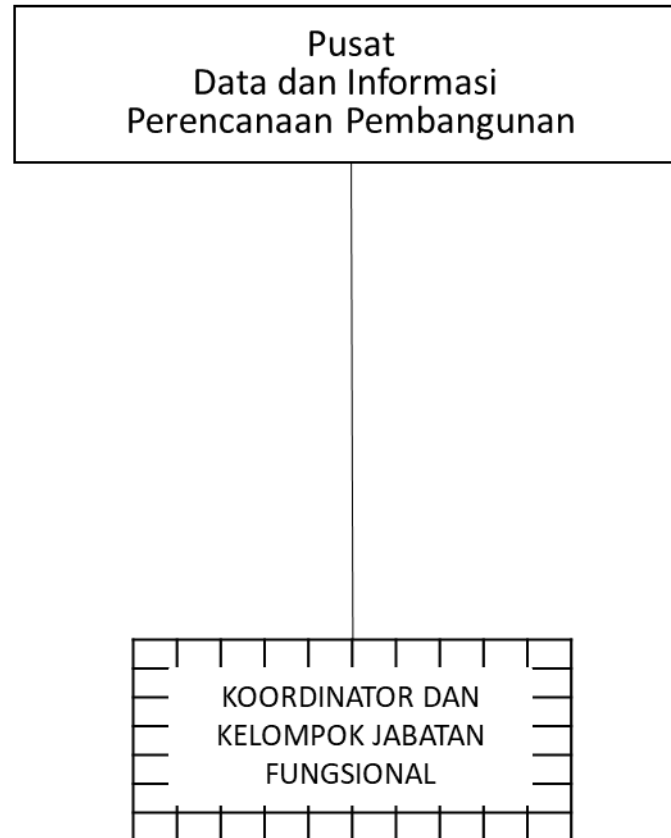 Pusat
Data dan Informasi
Perencanaan Pembangunan
KOORDINATOR DAN
KELOMPOK JABATAN
FUNGSIONAL